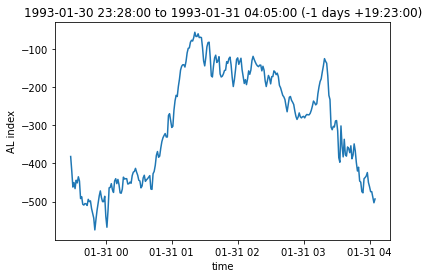 1993-01-30 23:28:00 to 1993-01-31 04:05:00 (-1 days +19:23:00)
−100
−200
−300
−400
−500
AL index
01-31 00 01-31 01 01-31 02 01-31 03 01-31 04
time